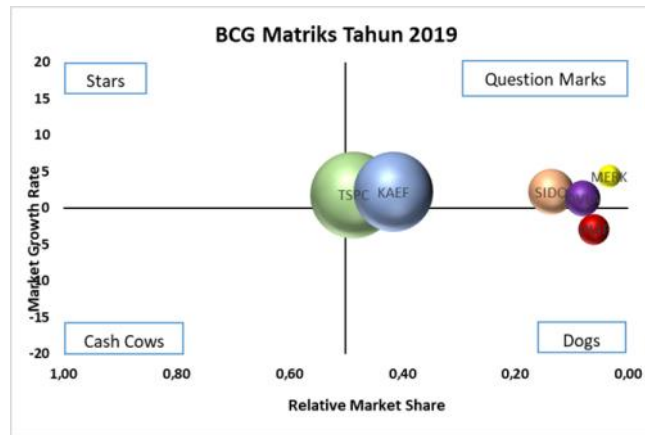 BCG Matriks Tahun 2019
20
15
10
5
0
-5
-10
-15
-20
Market Growth Rate
Stars
Question Marks
TSPC
KAEF
SIDO
MERK
Cash Cows
Dogs
1,00
0,80
0,60
0,40
0,20
0,00
Relative Market Share